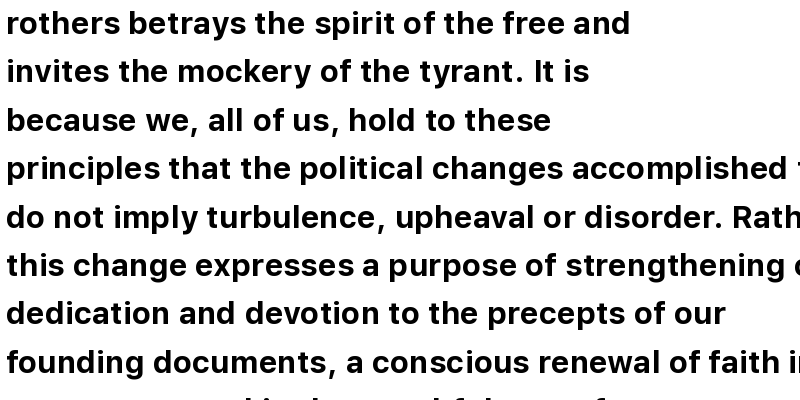 rothers betrays the spirit of the free and
invites the mockery of the tyrant. It is
because we, all of us, hold to these
principles that the political changes accomplished
do not imply turbulence, upheaval or disorder. Rath
this change expresses a purpose of strengthening
dedication and devotion to the precepts of our
founding documents, a conscious renewal of faith i